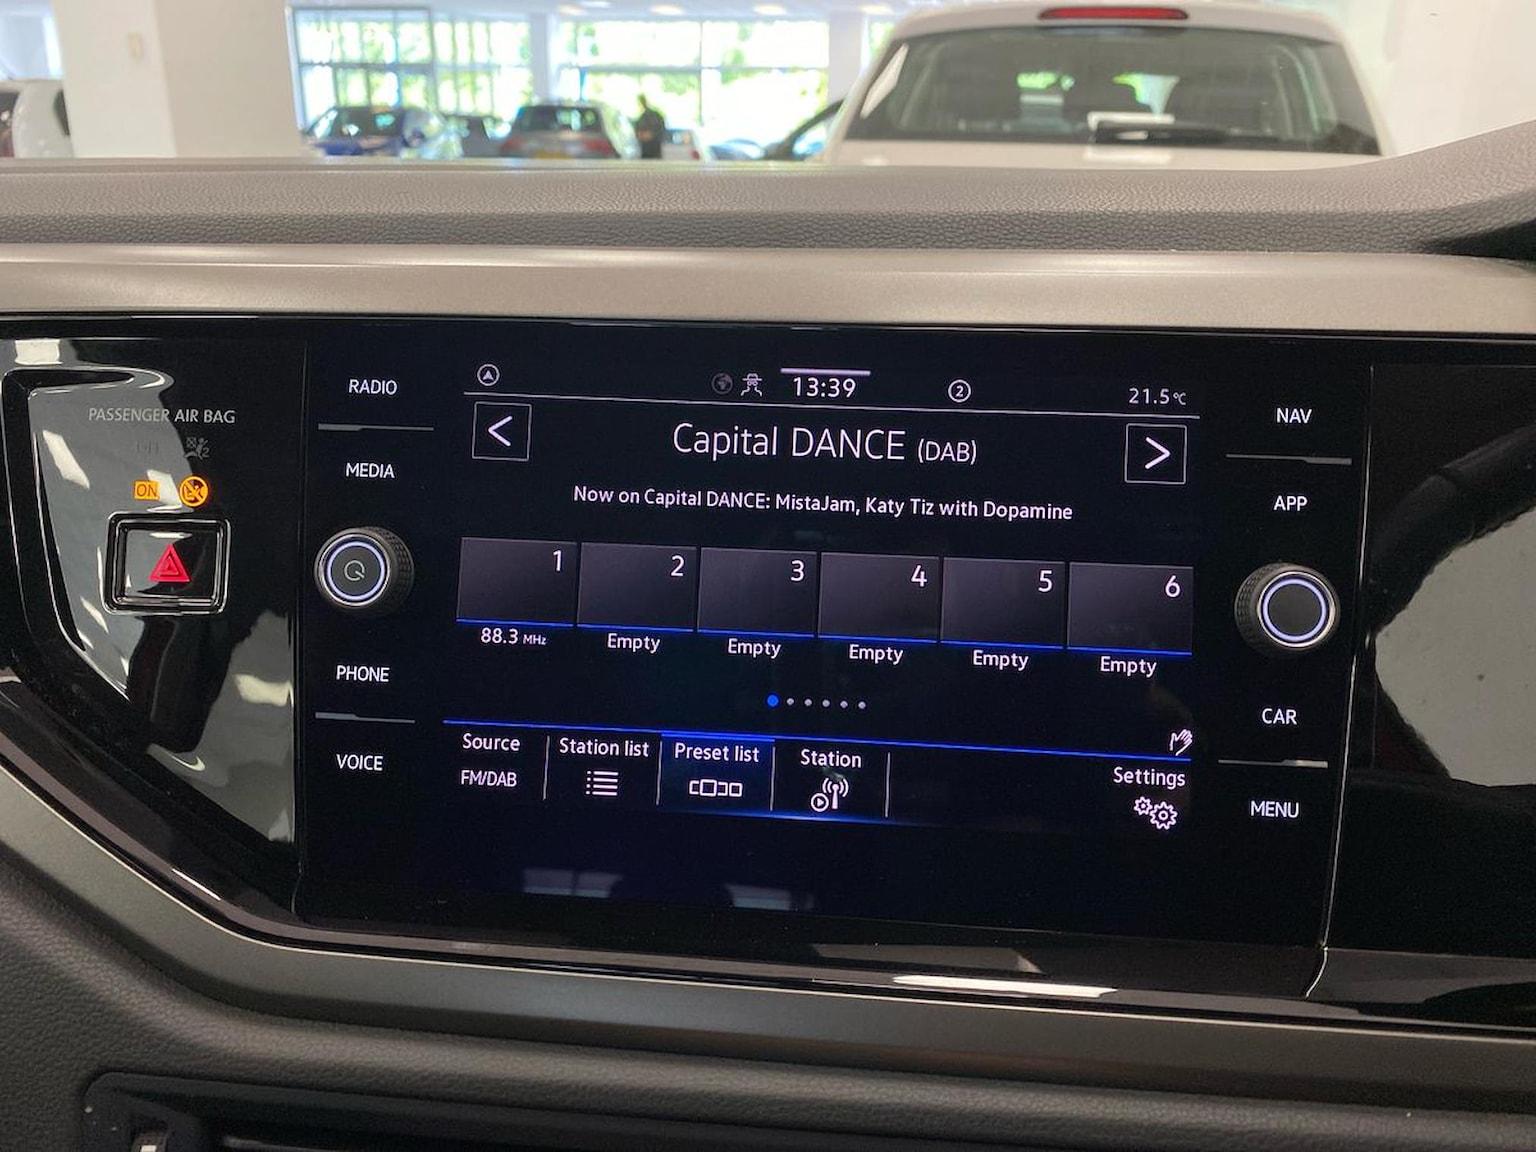 PASSENGER AIR BAG
ON
RADIO
MEDIA
PHONE
VOICE
13:39
2
21.5°C
Capital DANCE (DAB)
Now on Capital DANCE: MistaJam, Katy Tiz with Dopamine
1 2 3 4 5 6
88.3 MHz Empty Empty Empty Empty Empty
Source
FM/DAB
Station list
Preset list
Station
Settings
NAV
APP
CAR
MENU